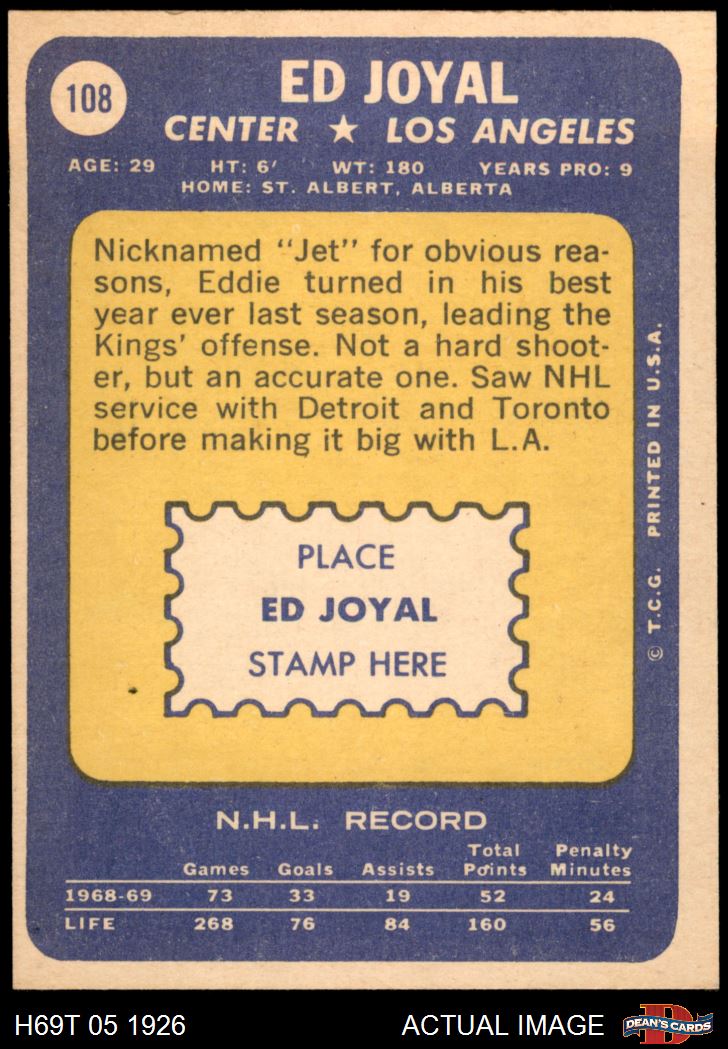 108
ED JOYAL
CENTER ★ LOS ANGELES
AGE: 29 HT: 6' WT: 180 YEARS PRO: 9
HOME: ST. ALBERT, ALBERTA
Nicknamed "Jet" for obvious rea-
sons, Eddie turned in his best
year ever last season, leading the
Kings' offense. Not a hard shoot-
er, but an accurate one. Saw NHL
service with Detroit and Toronto
before making it big with L.A.
PLACE
ED JOYAL
STAMP HERE
© T.C.G. PRINTED IN U.S.A.
N.H.L. RECORD
Games Goals Assists Total Points Penalty Minutes
1968-69 73 33 19 52 24
LIFE 268 76 84 160 56
H69T 05 1926 ACTUAL IMAGE
D
DEAN'S CARDS